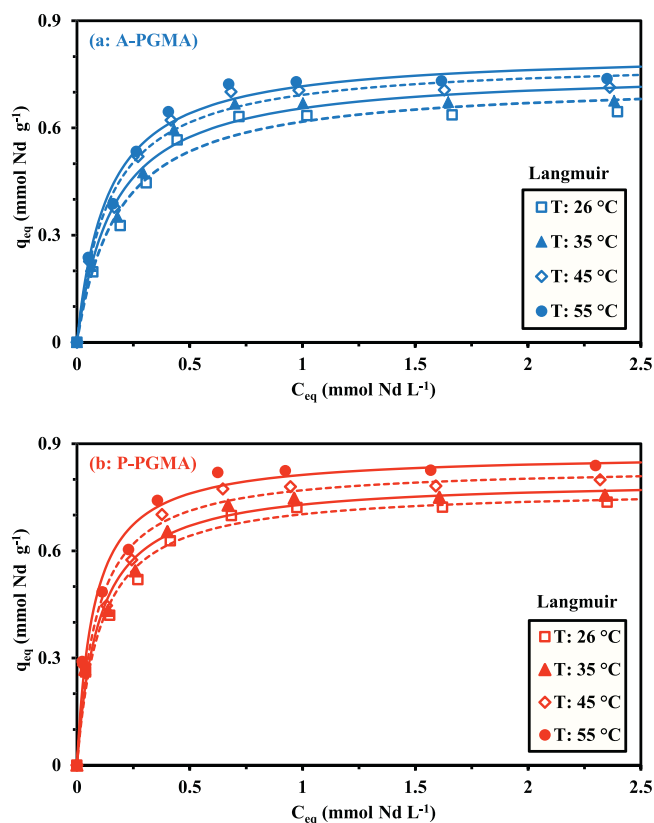 (a: A-PGMA)
0.9
0.6
0.3
0
q_eq (mmol Nd g⁻¹)
Langmuir
T: 26 °C
T: 35 °C
T: 45 °C
T: 55 °C
0 0.5 1 1.5 2 2.5
C_eq (mmol Nd L⁻¹)
(b: P-PGMA)
0.9
0.6
0.3
0
q_eq (mmol Nd g⁻¹)
Langmuir
T: 26 °C
T: 35 °C
T: 45 °C
T: 55 °C
0 0.5 1 1.5 2 2.5
C_eq (mmol Nd L⁻¹)